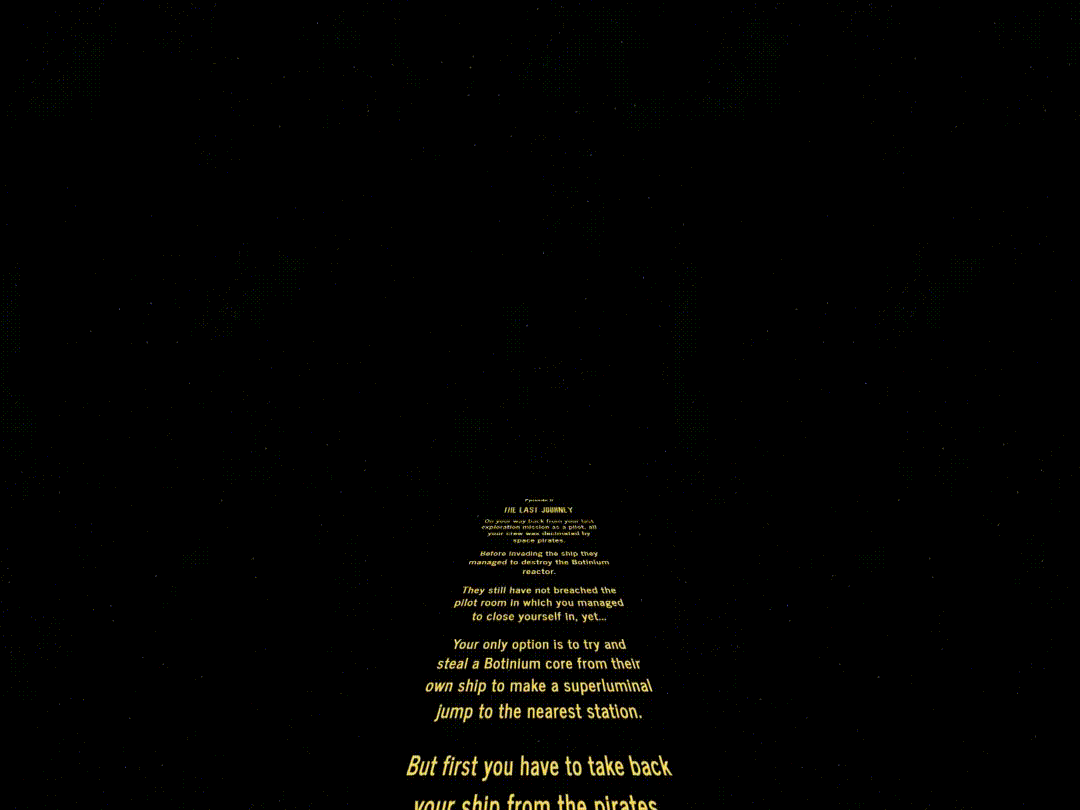 THE LAST JOURNEY
On your way back from your last
exploration mission as a pilot, all
your crew was decimated by
space pirates.
Before invading the ship they
managed to destroy the Botinium
reactor.
They still have not breached the
pilot room in which you managed
to close yourself in, yet...
Your only option is to try and
steal a Botinium core from their
own ship to make a superluminal
jump to the nearest station.
But first you have to take back
your ship from the pirates